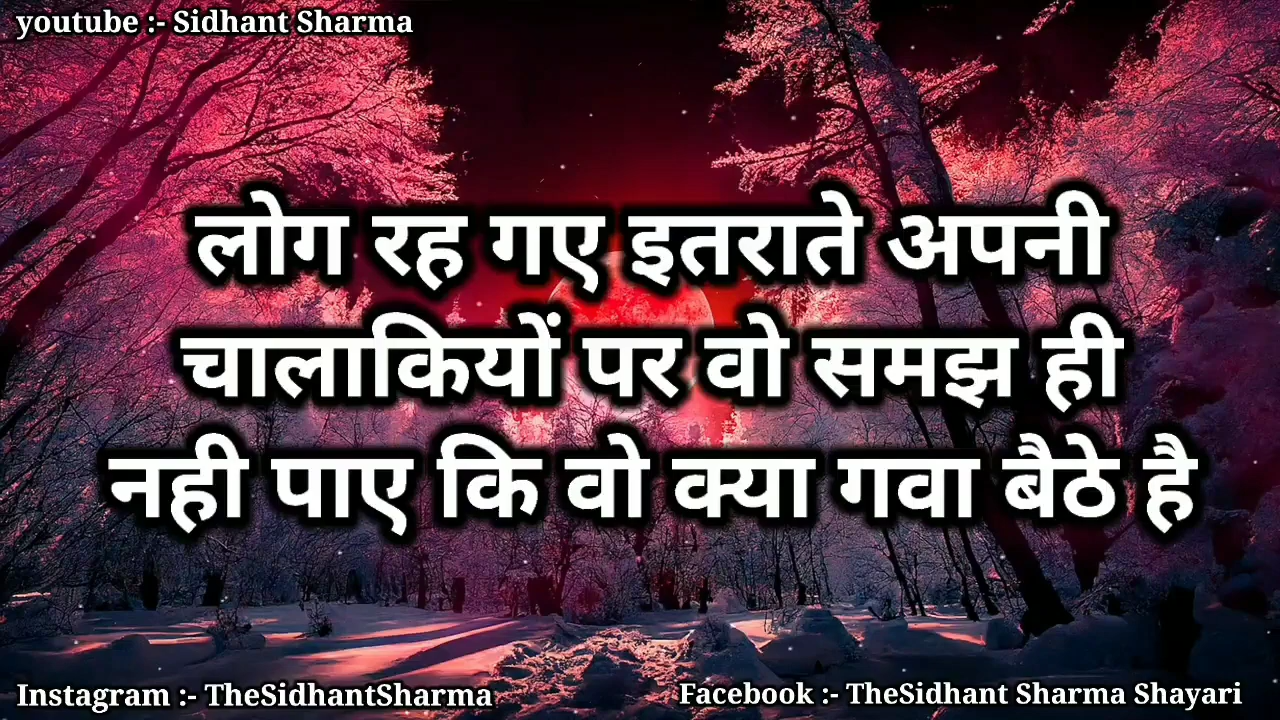 youtube :- Sidhant Sharma
लोग रह गए इतराते अपनी
चालाकियों पर वो समझ ही
नही पाए कि वो क्या गवा बैठे है
Instagram :- TheSidhantSharma
Facebook :- TheSidhant Sharma Shayari